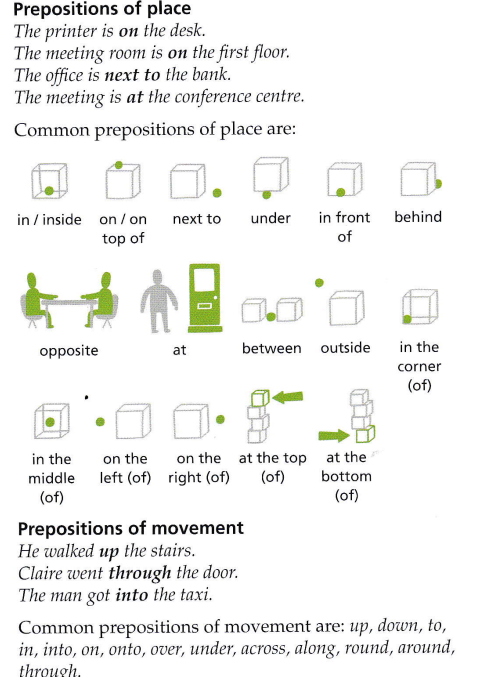 Prepositions of place
The printer is on the desk.
The meeting room is on the first floor.
The office is next to the bank.
The meeting is at the conference centre.
Common prepositions of place are:
in / inside
on / on top of
next to
under
in front of
behind
opposite
at
between
outside
in the corner (of)
in the middle (of)
on the left (of)
on the right (of)
at the top (of)
at the bottom (of)
Prepositions of movement
He walked up the stairs.
Claire went through the door.
The man got into the taxi.
Common prepositions of movement are: up, down, to,
in, into, on, onto, over, under, across, along, round, around,
through.